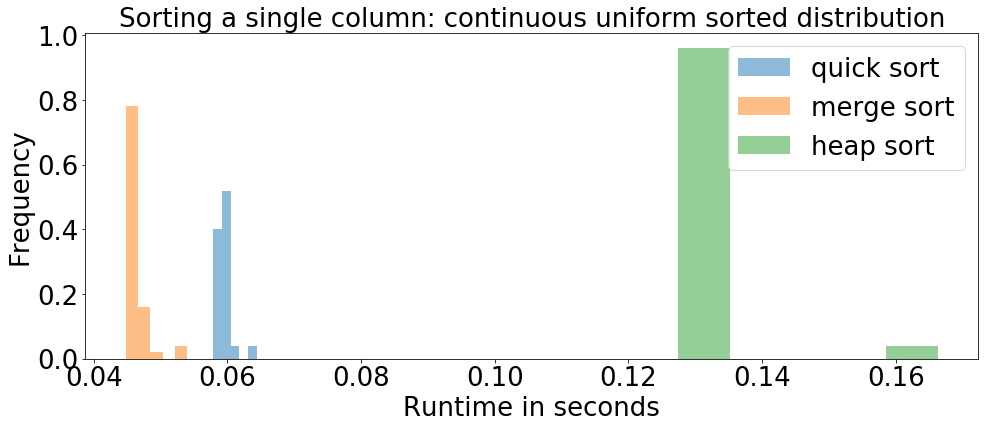 Sorting a single column: continuous uniform sorted distribution
Frequency
1.0
0.8
0.6
0.4
0.2
0.0
quick sort
merge sort
heap sort
0.04 0.06 0.08 0.10 0.12 0.14 0.16
Runtime in seconds